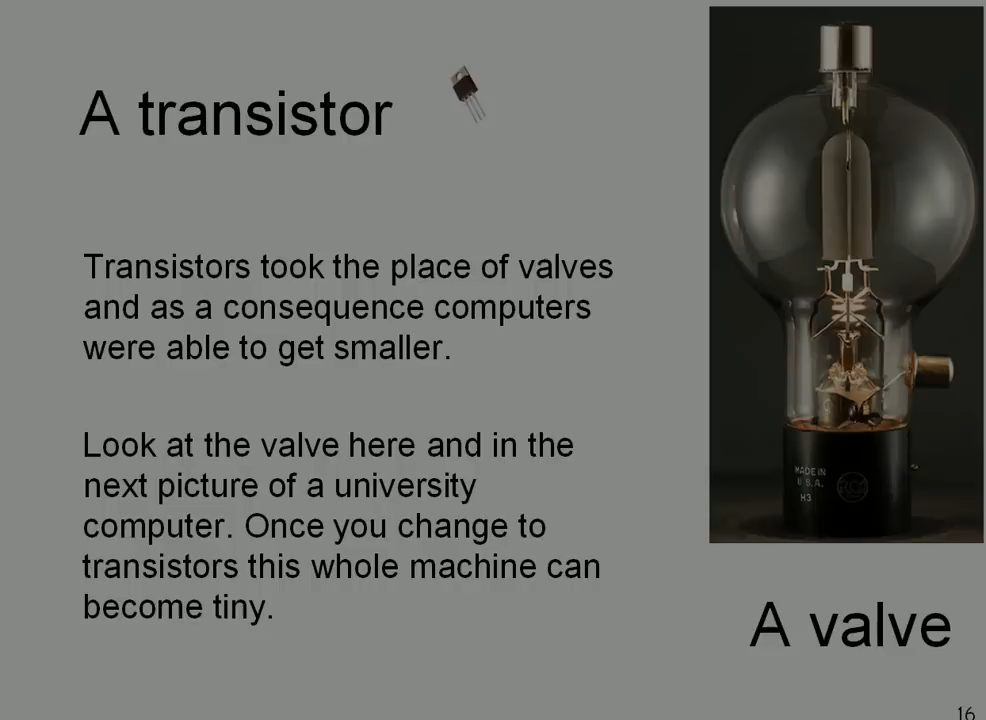 A transistor
Transistors took the place of valves
and as a consequence computers
were able to get smaller.
Look at the valve here and in the
next picture of a university
computer. Once you change to
transistors this whole machine can
become tiny.
MADE IN
U.S.A.
RCA
H3
A valve
16